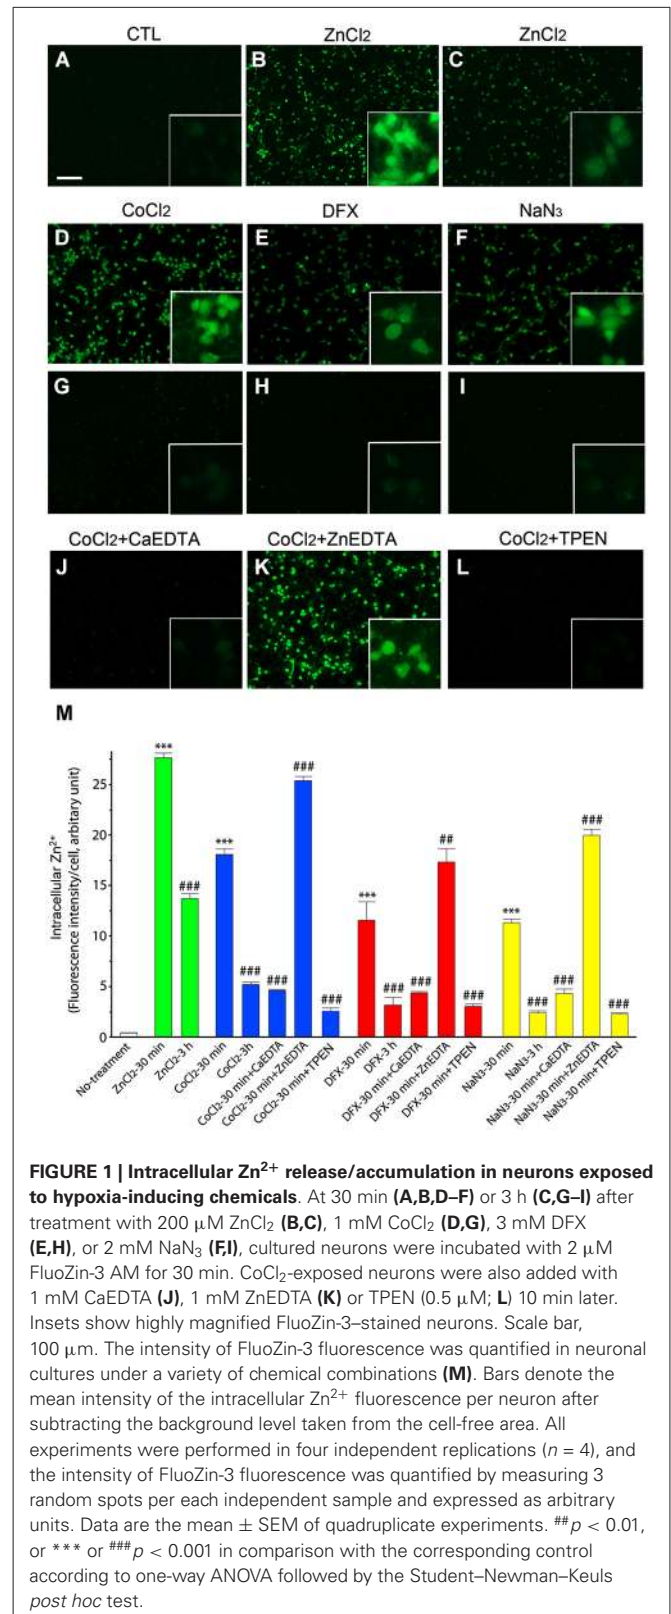 CTL
ZnCl2
ZnCl2
A
B
C
CoCl2
DFX
NaN3
D
E
F
G
H
I
CoCl2+CaEDTA
CoCl2+ZnEDTA
CoCl2+TPEN
J
K
L
M
Intracellular Zn²⁺
(Fluorescence intensity/cell, arbitary unit)
25
20
15
10
5
0
***
###
***
###
###
###
###
***
###
###
##
###
***
###
###
###
###
No-treatment
ZnCl2-30 min
ZnCl2-3 h
CoCl2-30 min
CoCl2-3h
CoCl2-30 min+CaEDTA
CoCl2-30 min+ZnEDTA
CoCl2-30 min+TPEN
DFX-30 min
DFX-3 h
DFX-30 min+CaEDTA
DFX-30 min+ZnEDTA
DFX-30 min+TPEN
NaN3-30 min
NaN3-3 h
NaN3-30 min+CaEDTA
NaN3-30 min+ZnEDTA
NaN3-30 min+TPEN
FIGURE 1 | Intracellular Zn²⁺ release/accumulation in neurons exposed
to hypoxia-inducing chemicals. At 30 min (A,B,D–F) or 3 h (C,G–I) after
treatment with 200 μM ZnCl₂ (B,C), 1 mM CoCl₂ (D,G), 3 mM DFX
(E,H), or 2 mM NaN₃ (F,I), cultured neurons were incubated with 2 μM
FluoZin-3 AM for 30 min. CoCl₂-exposed neurons were also added with
1 mM CaEDTA (J), 1 mM ZnEDTA (K) or TPEN (0.5 μM; L) 10 min later.
Insets show highly magnified FluoZin-3–stained neurons. Scale bar,
100 μm. The intensity of FluoZin-3 fluorescence was quantified in neuronal
cultures under a variety of chemical combinations (M). Bars denote the
mean intensity of the intracellular Zn²⁺ fluorescence per neuron after
subtracting the background level taken from the cell-free area. All
experiments were performed in four independent replications (n = 4), and
the intensity of FluoZin-3 fluorescence was quantified by measuring 3
random spots per each independent sample and expressed as arbitrary
units. Data are the mean ± SEM of quadruplicate experiments. ##p < 0.01,
or *** or ###p < 0.001 in comparison with the corresponding control
according to one-way ANOVA followed by the Student–Newman–Keuls
post hoc test.